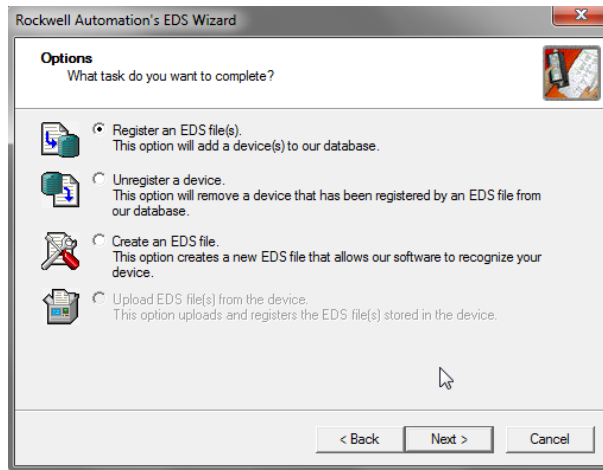 Rockwell Automation's EDS Wizard
Options
What task do you want to complete?
Register an EDS file(s).
This option will add a device(s) to our database.
Unregister a device.
This option will remove a device that has been registered by an EDS file from
our database.
Create an EDS file.
This option creates a new EDS file that allows our software to recognize your
device.
Upload EDS file(s) from the device.
This option uploads and registers the EDS file(s) stored in the device.
< Back Next > Cancel